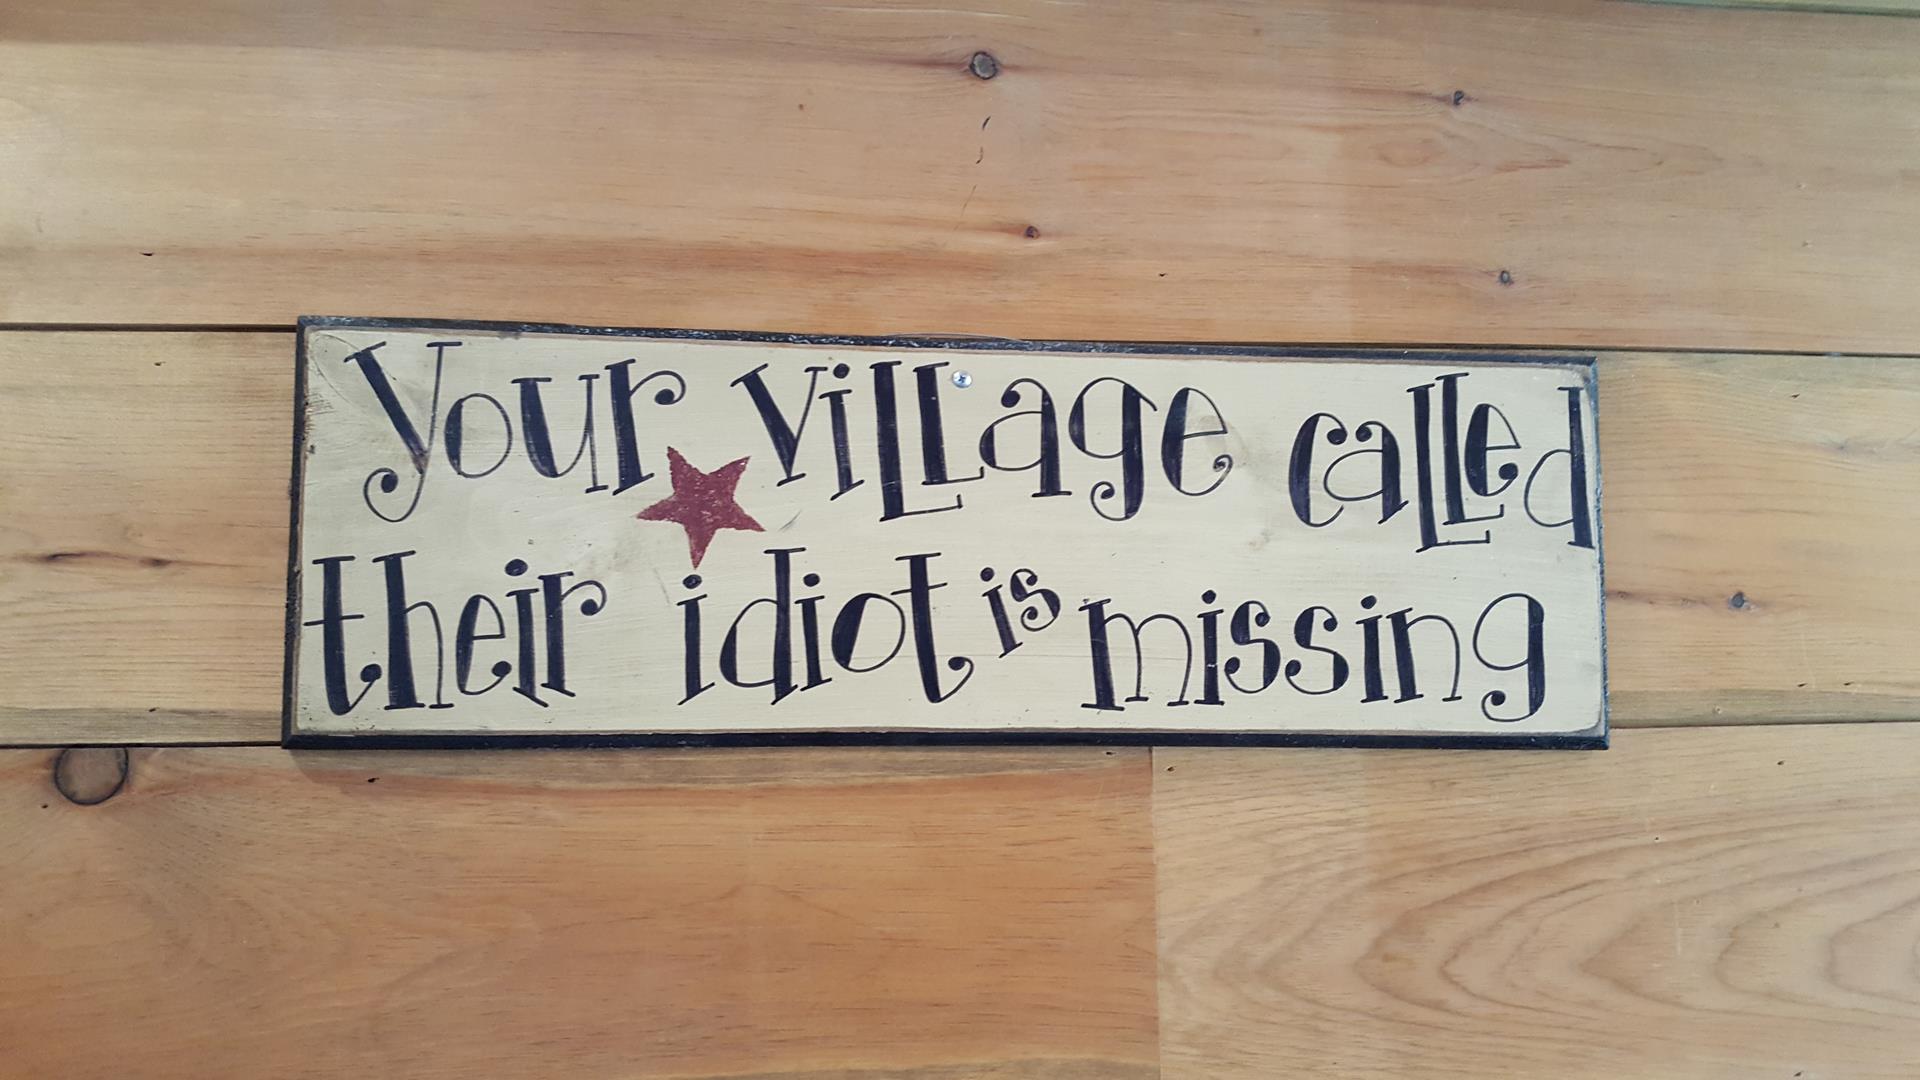 Your village called
their idiot is missing